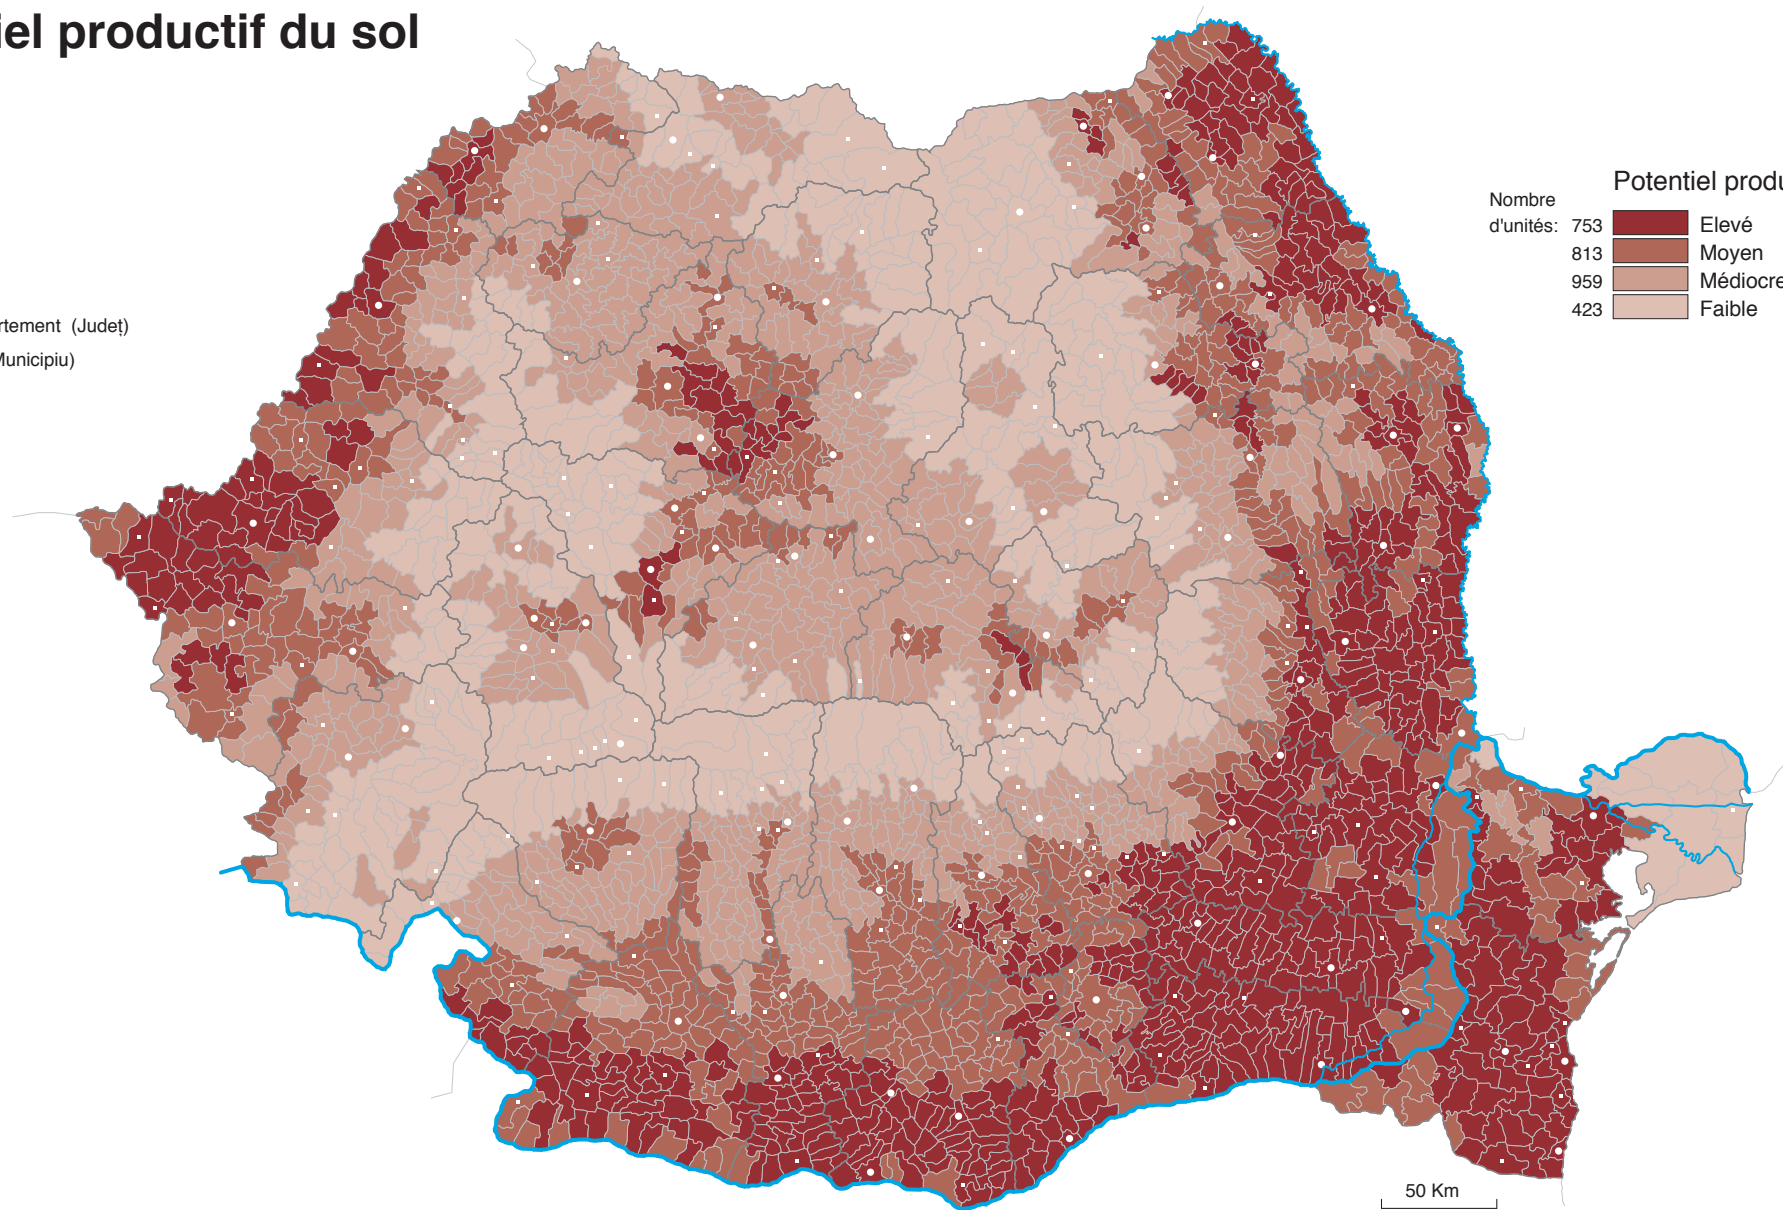 iel productif du sol
Potentiel produ
Nombre
d'unités: 753 Elevé
813 Moyen
959 Médiocre
423 Faible
rtement (Județ)
Municipiu)
50 Km